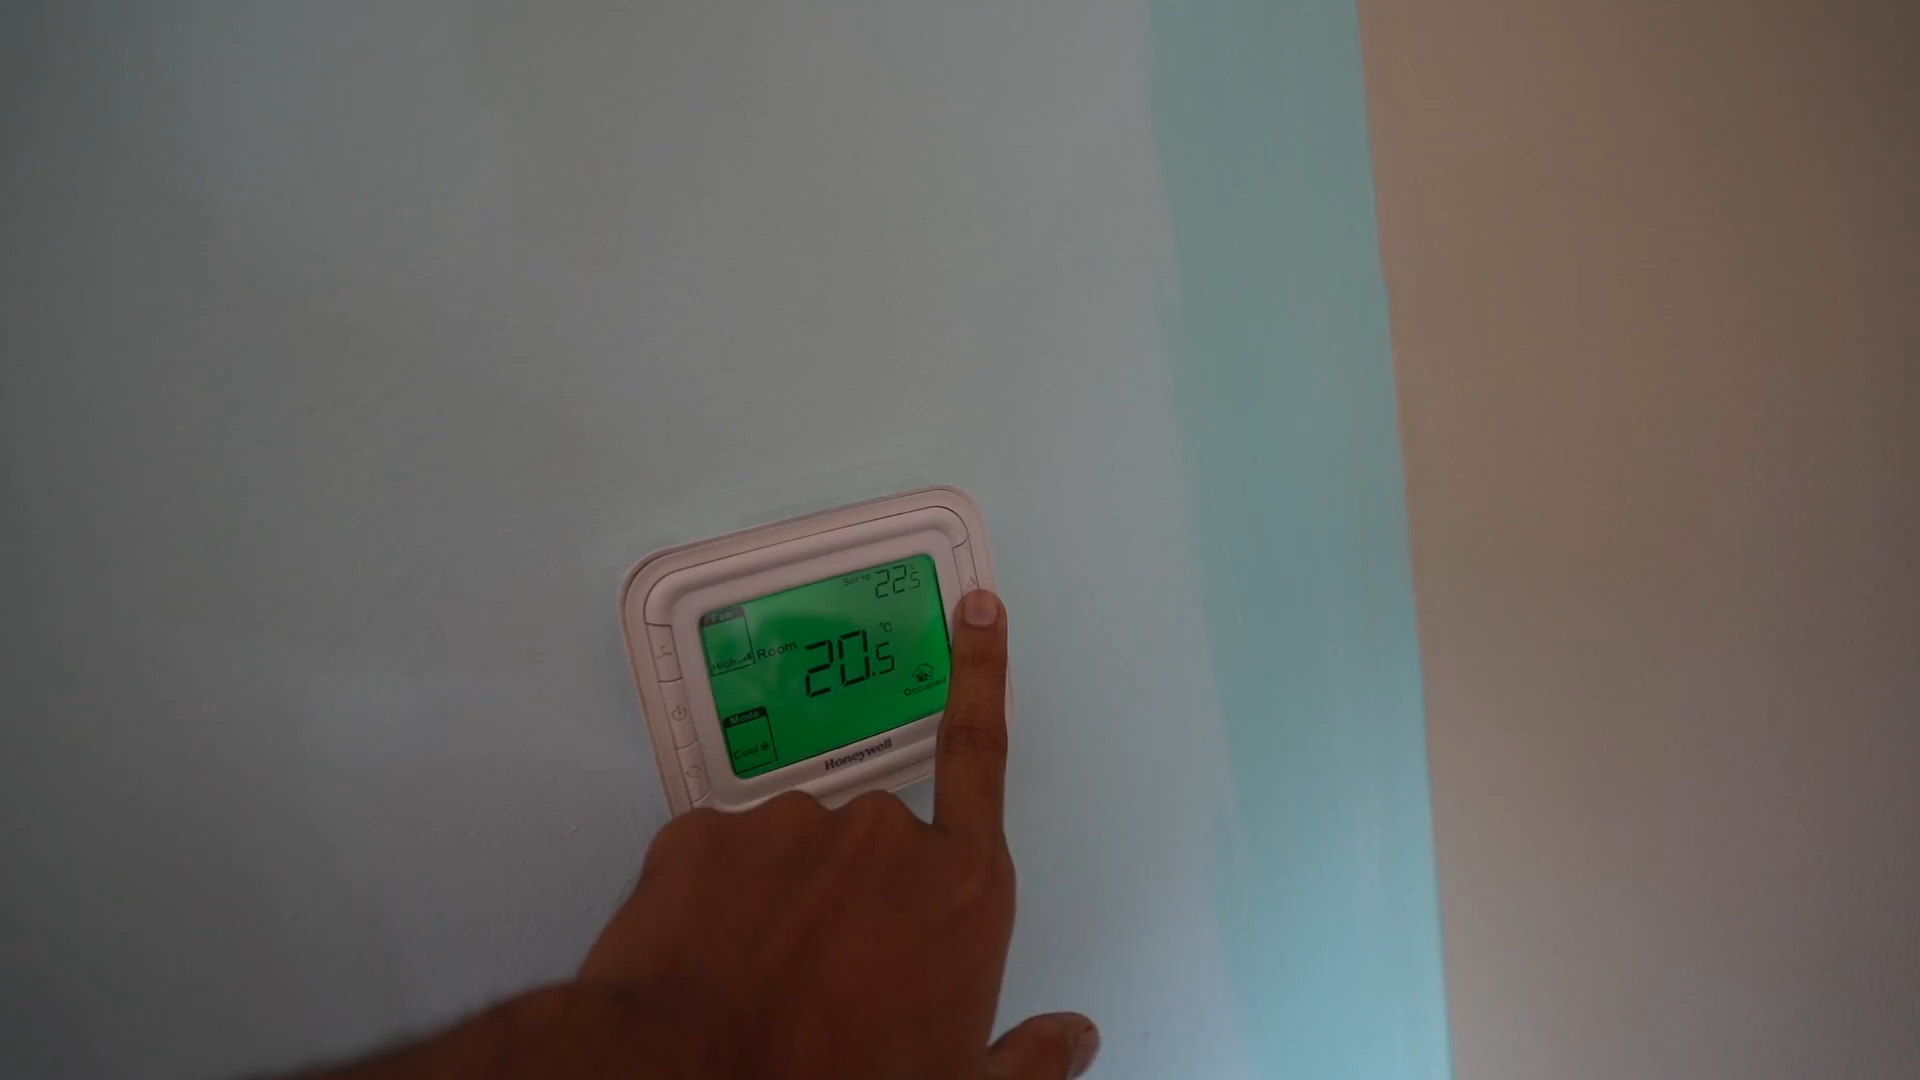 Set to 22.5 °C
Fan
High
Room 20.5 °C
Occupied
Mode
Cool
Honeywell